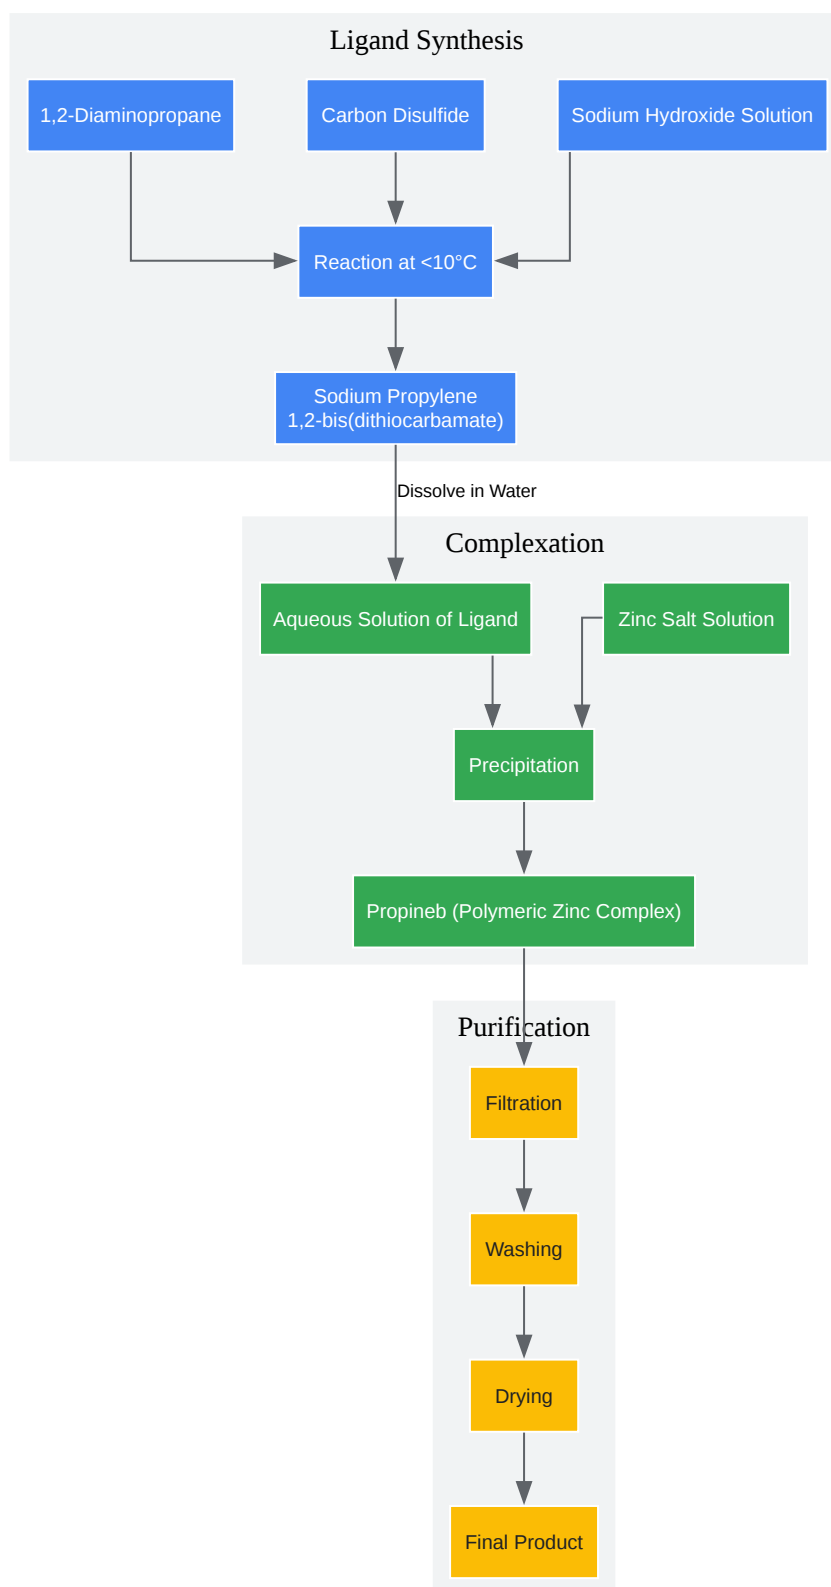 Ligand Synthesis
1,2-Diaminopropane
Carbon Disulfide
Sodium Hydroxide Solution
Reaction at <10°C
Sodium Propylene
1,2-bis(dithiocarbamate)
Dissolve in Water
Complexation
Aqueous Solution of Ligand
Zinc Salt Solution
Precipitation
Propineb (Polymeric Zinc Complex)
Purification
Filtration
Washing
Drying
Final Product